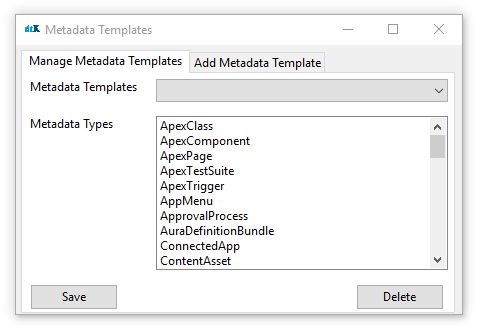 dtX Metadata Templates
Manage Metadata Templates Add Metadata Template
Metadata Templates
Metadata Types
ApexClass
ApexComponent
ApexPage
ApexTestSuite
ApexTrigger
AppMenu
ApprovalProcess
AuraDefinitionBundle
ConnectedApp
ContentAsset
Save Delete